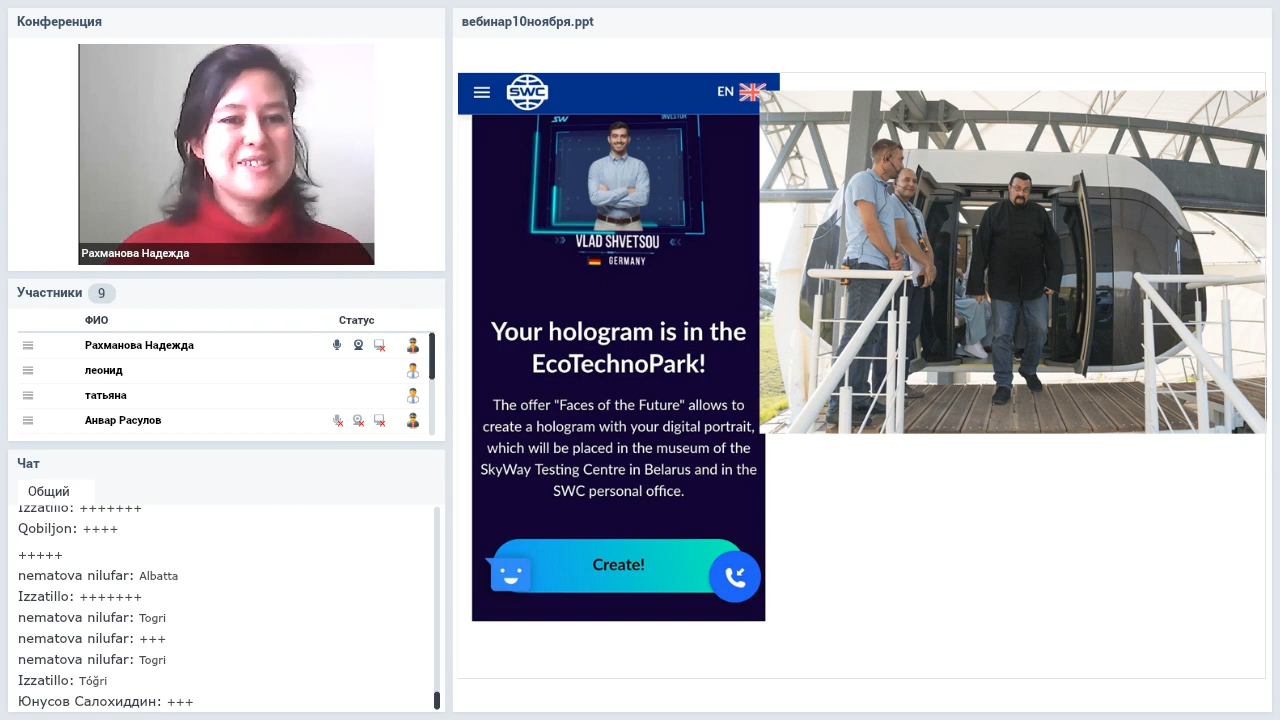 Конференция
Рахманова Надежда
Участники 9
ФИО Статус
Рахманова Надежда
леонид
татьяна
Анвар Расулов
Чат
Общий
Izzatillo: +++++++
Qobiljon: ++++
+++++
nematova nilufar: Albatta
Izzatillo: +++++++
nematova nilufar: Togri
nematova nilufar: +++
nematova nilufar: Togri
Izzatillo: Tóğri
Юнусов Салохиддин: +++
вебинар10ноября.ppt
SWC EN
SW INVESTOR
VLAD SHVETSOU
GERMANY
Your hologram is in the
EcoTechnoPark!
The offer "Faces of the Future" allows to
create a hologram with your digital portrait,
which will be placed in the museum of the
SkyWay Testing Centre in Belarus and in the
SWC personal office.
Create!